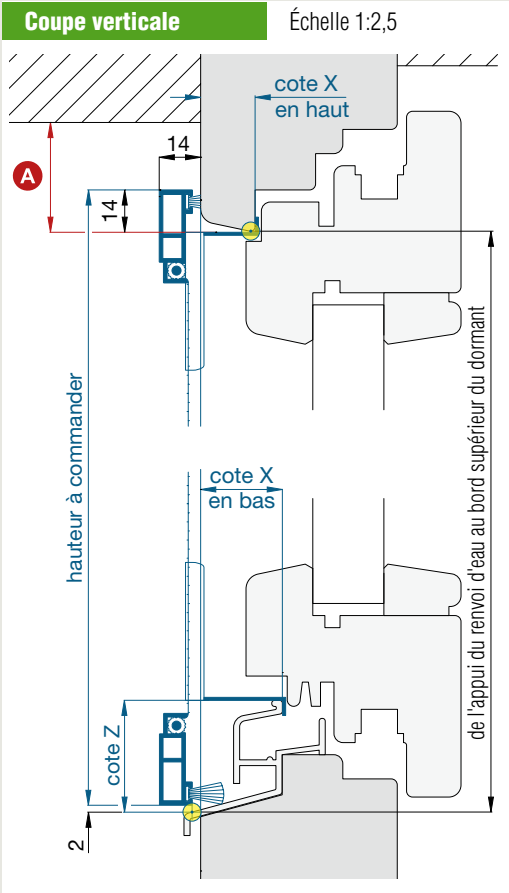 Coupe verticale
Échelle 1:2,5
cote X
en haut
14
A
14
hauteur à commander
de l'appui du renvoi d'eau au bord supérieur du dormant
cote X
en bas
cote Z
2